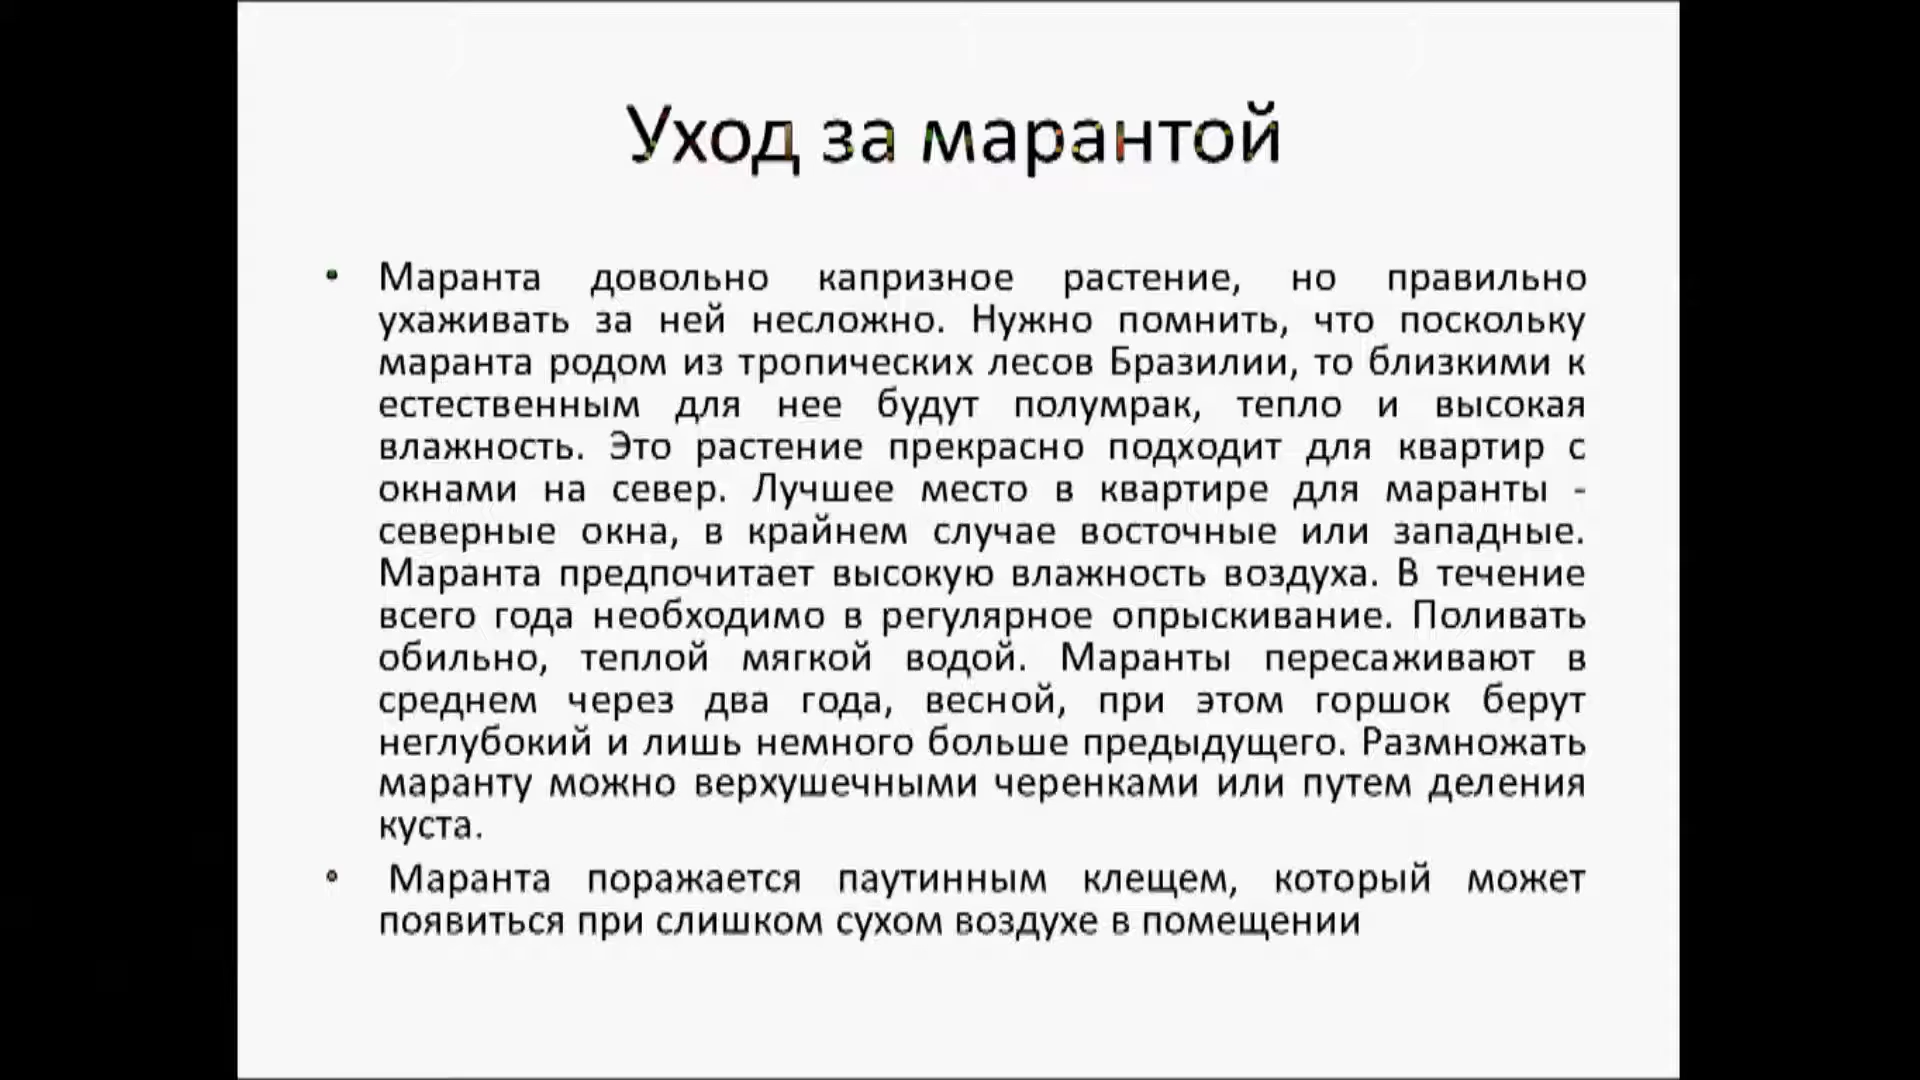 Уход за марантой
• Маранта довольно капризное растение, но правильно
ухаживать за ней несложно. Нужно помнить, что поскольку
маранта родом из тропических лесов Бразилии, то близкими к
естественным для нее будут полумрак, тепло и высокая
влажность. Это растение прекрасно подходит для квартир с
окнами на север. Лучшее место в квартире для маранты -
северные окна, в крайнем случае восточные или западные.
Маранта предпочитает высокую влажность воздуха. В течение
всего года необходимо в регулярное опрыскивание. Поливать
обильно, теплой мягкой водой. Маранты пересаживают в
среднем через два года, весной, при этом горшок берут
неглубокий и лишь немного больше предыдущего. Размножать
маранту можно верхушечными черенками или путем деления
куста.
• Маранта поражается паутинным клещем, который может
появиться при слишком сухом воздухе в помещении